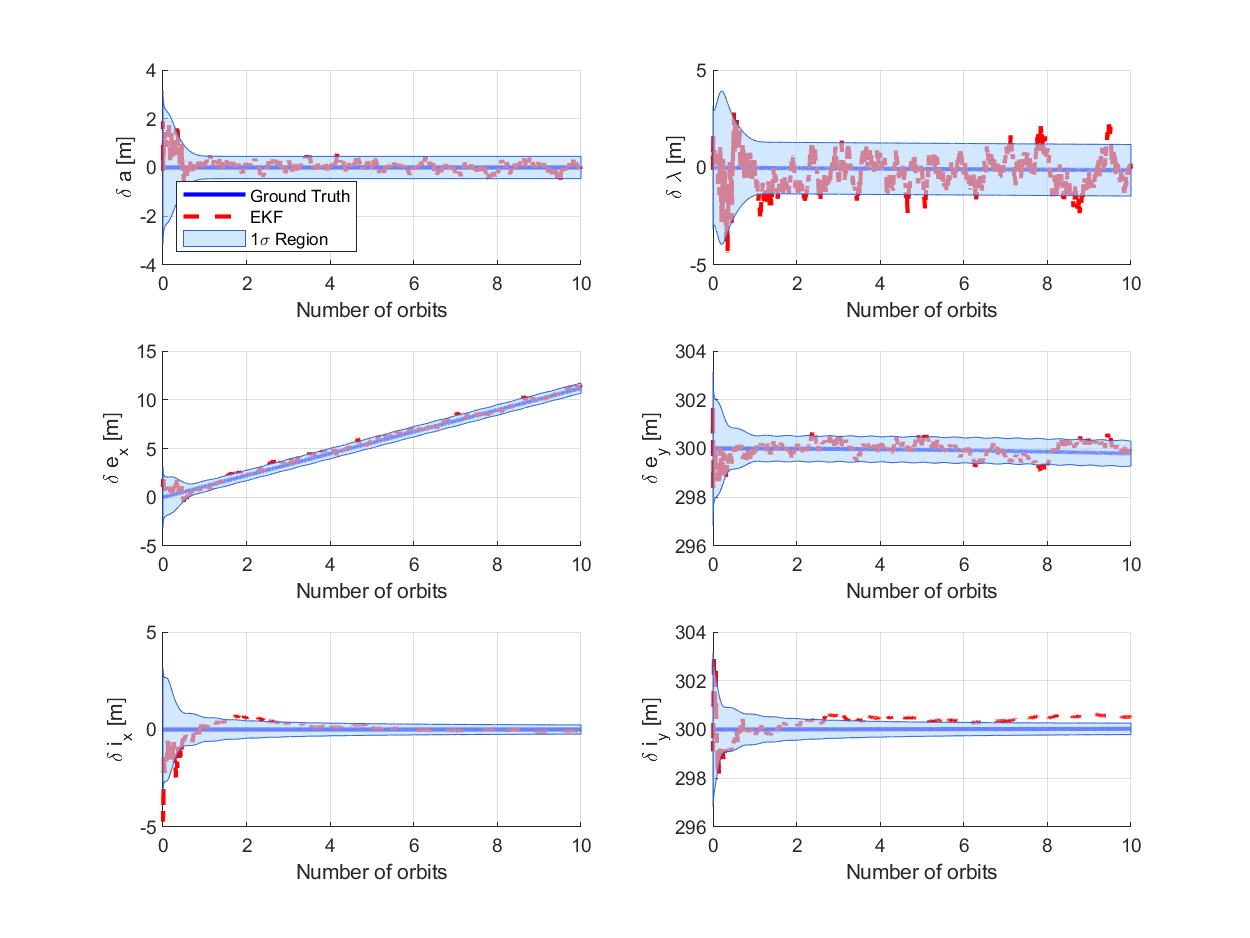 4
2
0
-2
-4
δ a [m]
Ground Truth
EKF
1σ Region
0 2 4 6 8 10
Number of orbits
5
0
-5
δ λ [m]
0 2 4 6 8 10
Number of orbits
15
10
5
0
-5
δ e_x [m]
0 2 4 6 8 10
Number of orbits
304
302
300
298
296
δ e_y [m]
0 2 4 6 8 10
Number of orbits
5
0
-5
δ i_x [m]
0 2 4 6 8 10
Number of orbits
304
302
300
298
296
δ i_y [m]
0 2 4 6 8 10
Number of orbits